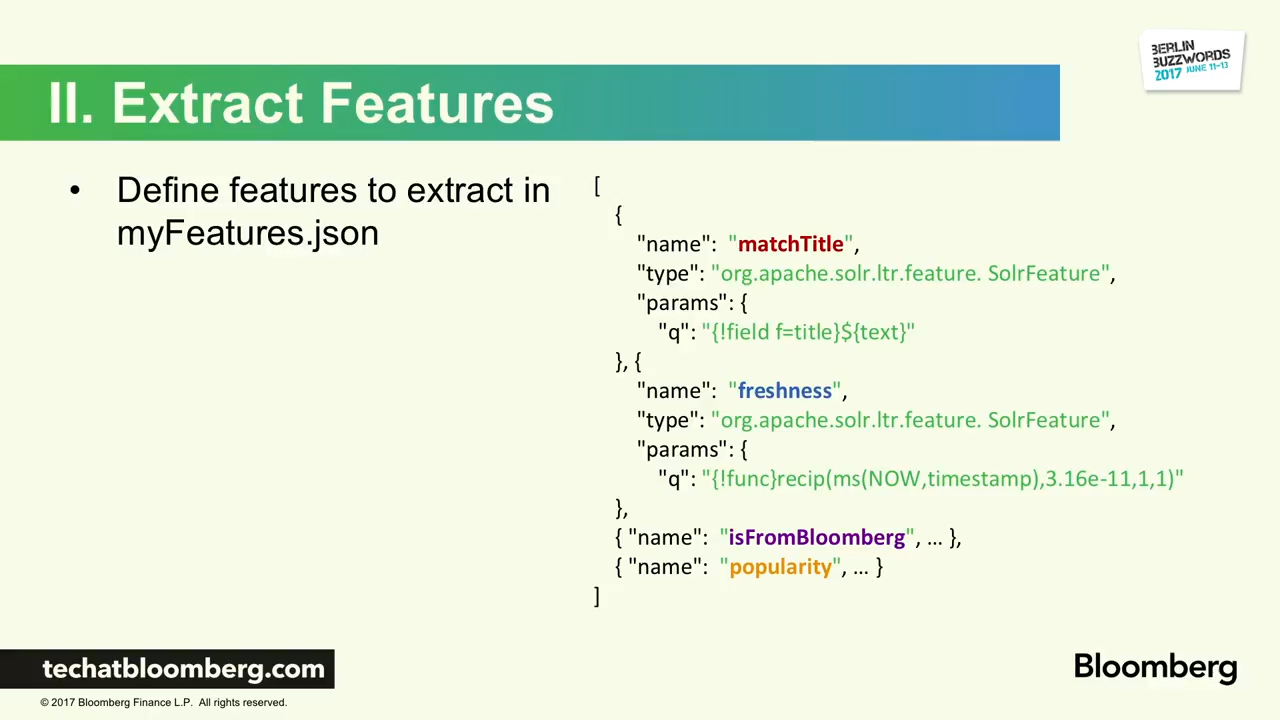 BERLIN
BUZZWORDS
2017 JUNE 11-13
II. Extract Features
• Define features to extract in
myFeatures.json
[
{
"name": "matchTitle",
"type": "org.apache.solr.ltr.feature. SolrFeature",
"params": {
"q": "{!field f=title}${text}"
}, {
"name": "freshness",
"type": "org.apache.solr.ltr.feature. SolrFeature",
"params": {
"q": "{!func}recip(ms(NOW,timestamp),3.16e-11,1,1)"
},
{ "name": "isFromBloomberg", … },
{ "name": "popularity", … }
]
techatbloomberg.com
Bloomberg
© 2017 Bloomberg Finance L.P. All rights reserved.